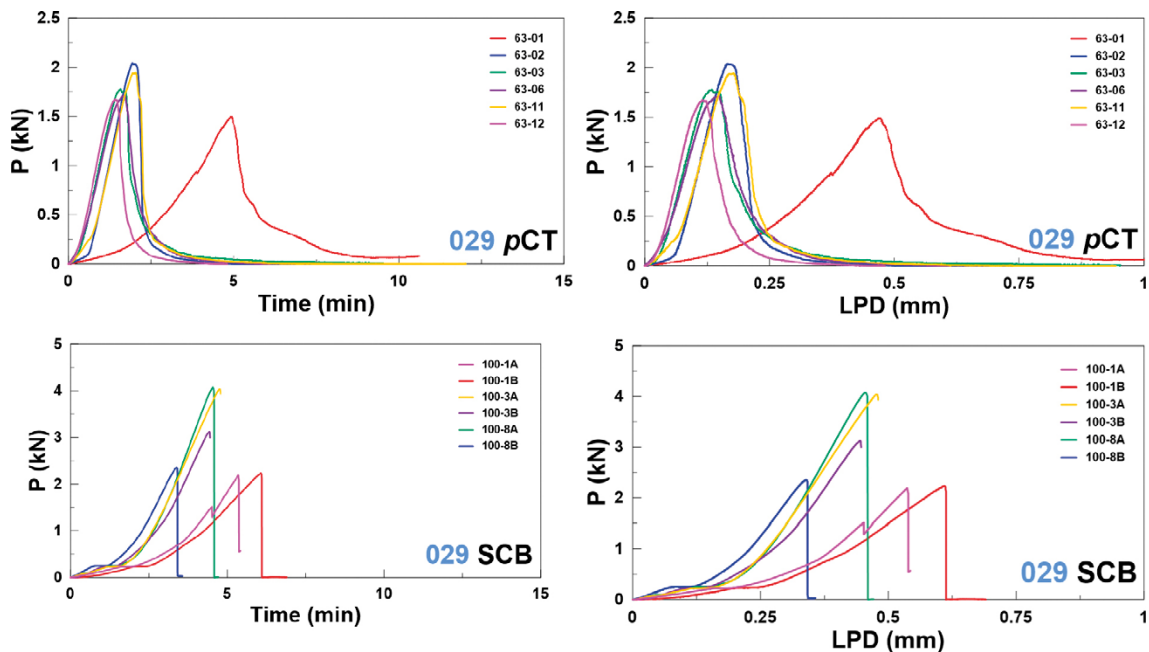 2.5
2
1.5
1
0.5
0
P (kN)
0
5
10
15
Time (min)
63-01
63-02
63-03
63-06
63-11
63-12
029 pCT
2.5
2
1.5
1
0.5
0
P (kN)
0
0.25
0.5
0.75
1
LPD (mm)
63-01
63-02
63-03
63-06
63-11
63-12
029 pCT
5
4
3
2
1
0
P (kN)
0
5
10
15
Time (min)
100-1A
100-1B
100-3A
100-3B
100-8A
100-8B
029 SCB
5
4
3
2
1
0
P (kN)
0
0.25
0.5
0.75
1
LPD (mm)
100-1A
100-1B
100-3A
100-3B
100-8A
100-8B
029 SCB